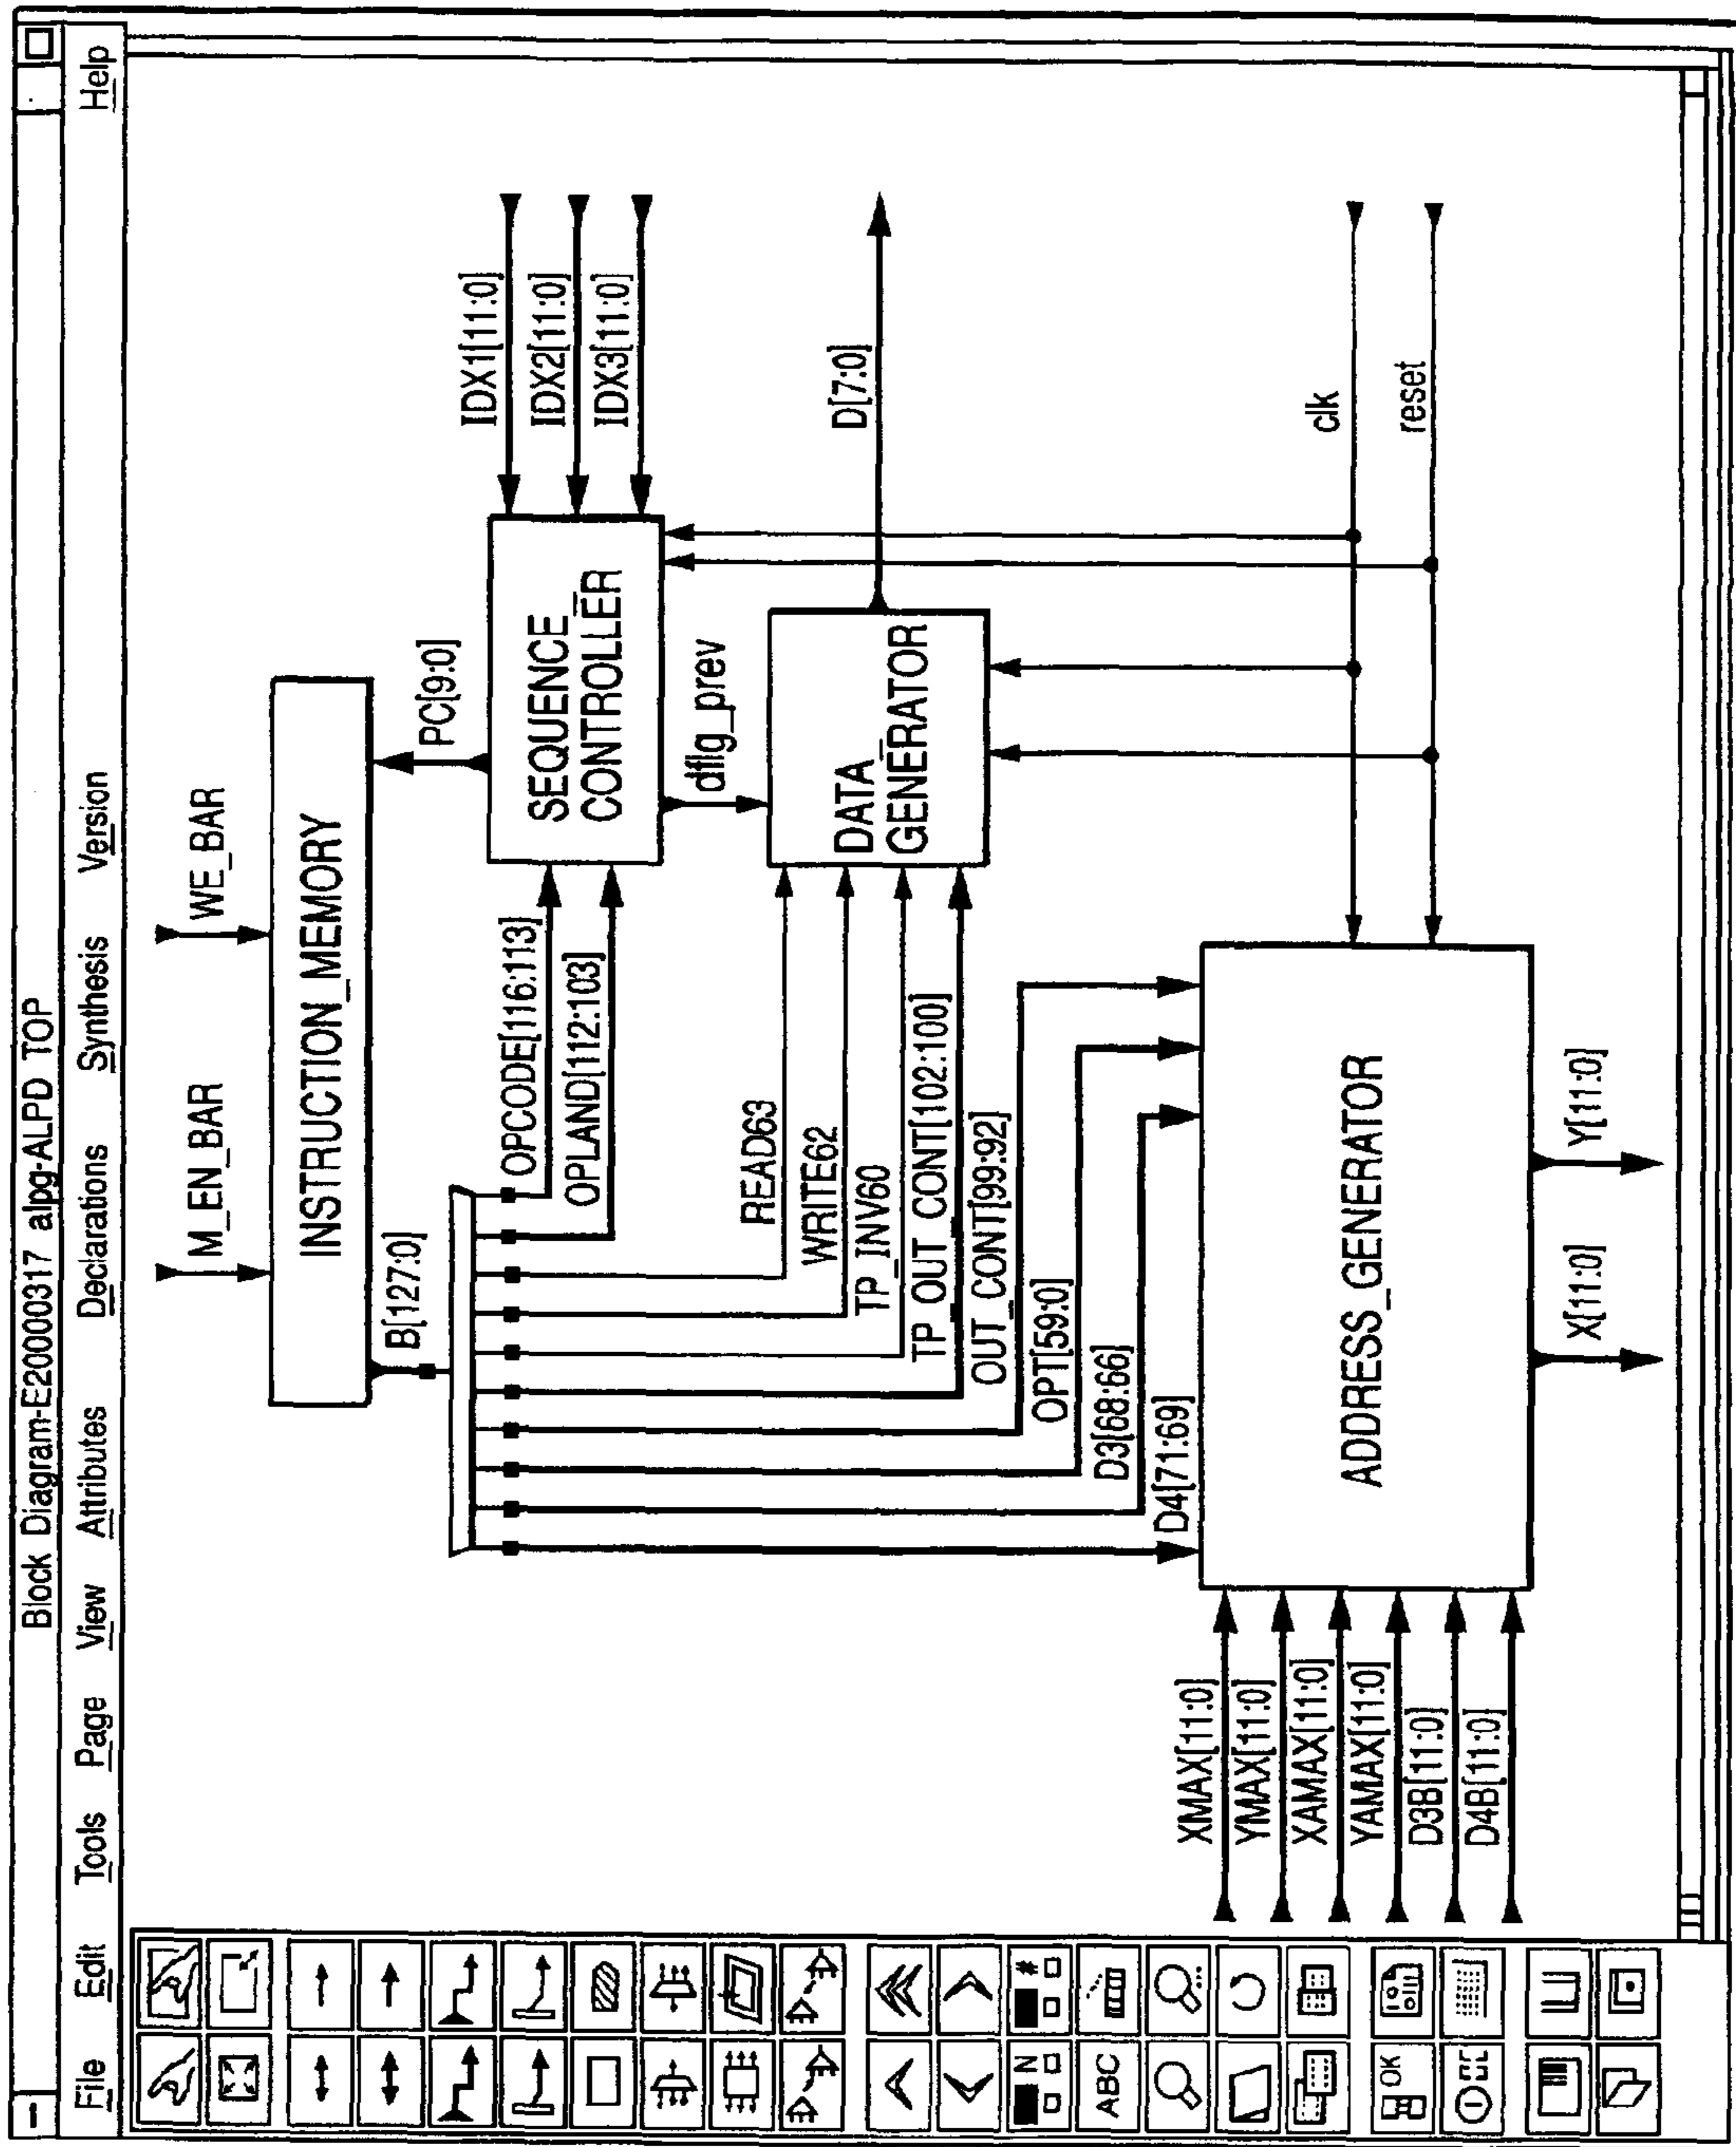 Block Diagram-E20000317 alpg-ALPD TOP
File Edit Tools Page View Attributes Declarations Synthesis Version Help
M_EN_BAR
WE_BAR
INSTRUCTION_MEMORY
B[127:0]
PC[9:0]
SEQUENCE_
CONTROLLER
IDX1[11:0]
IDX2[11:0]
IDX3[11:0]
OPCODE[116:113]
OPLAND[112:103]
dflg_prev
READ63
WRITE62
TP_INV60
TP_OUT_CONT[102:100]
DATA_
GENERATOR
D[7:0]
OUT_CONT[99:92]
OPT[59:0]
D3[68:66]
D4[71:69]
XMAX[11:0]
YMAX[11:0]
XAMAX[11:0]
YAMAX[11:0]
D3B[11:0]
D4B[11:0]
ADDRESS_GENERATOR
clk
reset
X[11:0]
Y[11:0]
N
#
ABC
OK